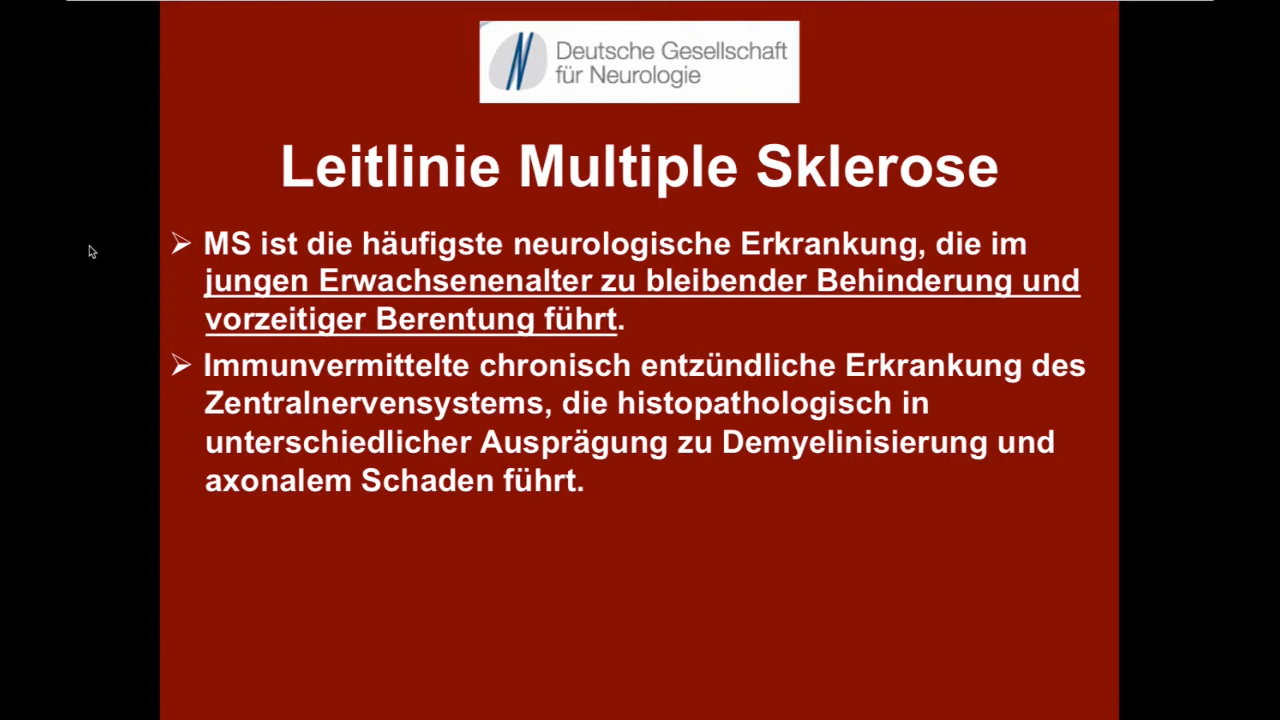 Deutsche Gesellschaft
für Neurologie
Leitlinie Multiple Sklerose
➢ MS ist die häufigste neurologische Erkrankung, die im
jungen Erwachsenenalter zu bleibender Behinderung und
vorzeitiger Berentung führt.
➢ Immunvermittelte chronisch entzündliche Erkrankung des
Zentralnervensystems, die histopathologisch in
unterschiedlicher Ausprägung zu Demyelinisierung und
axonalem Schaden führt.